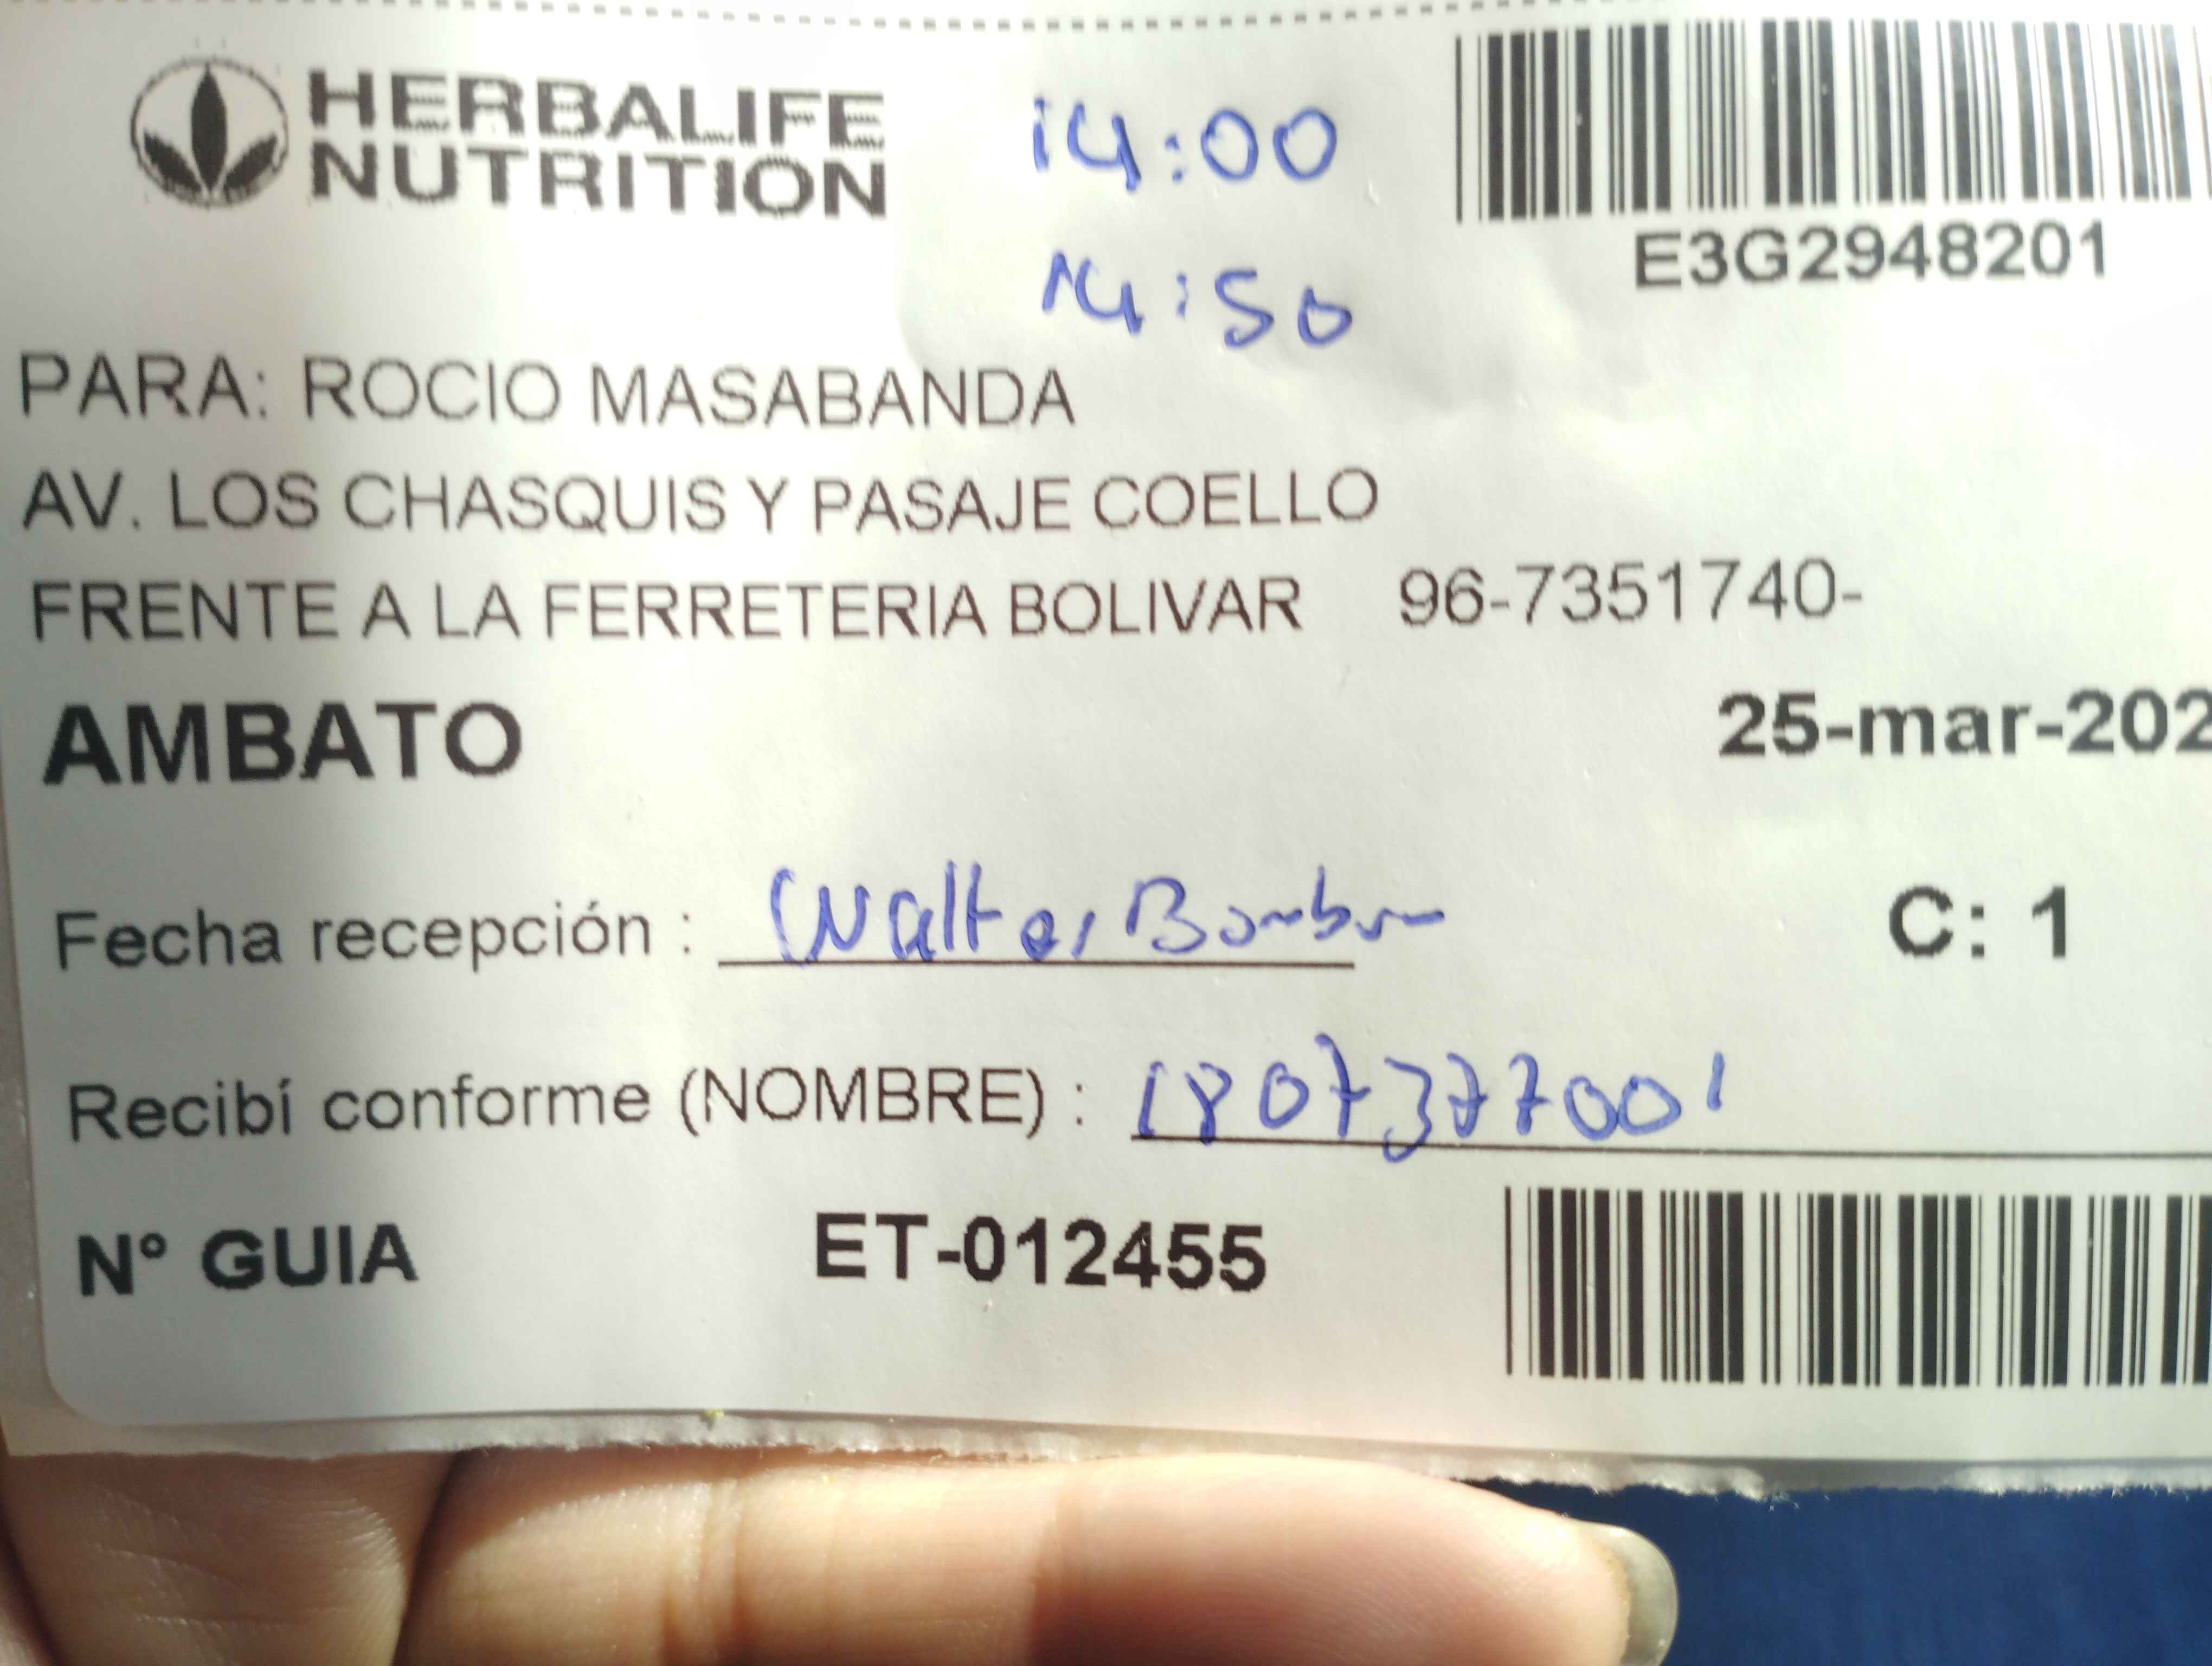 HERBALIFE
NUTRITION
14:00
14:50
E3G2948201
PARA: ROCIO MASABANDA
AV. LOS CHASQUIS Y PASAJE COELLO
FRENTE A LA FERRETERIA BOLIVAR 96-7351740-
AMBATO 25-mar-202
Fecha recepción : Walter C: 1
Recibí conforme (NOMBRE) : 1807377001
N° GUIA ET-012455